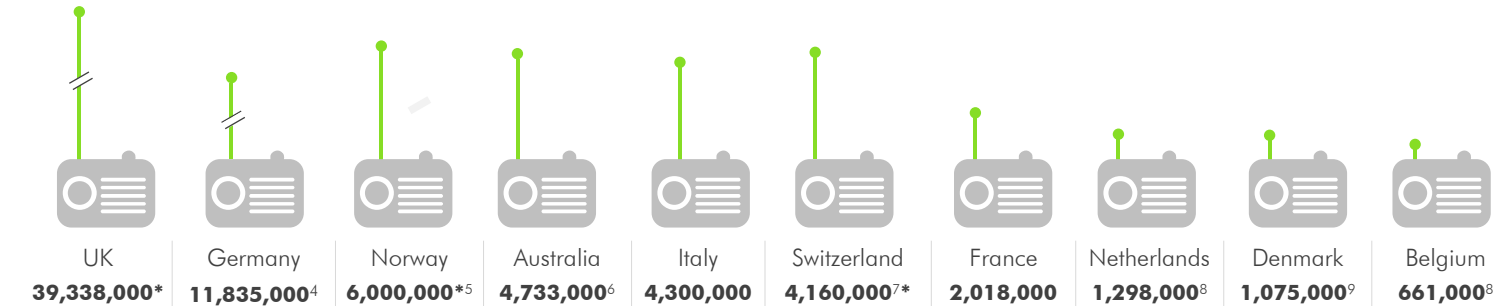 UK Germany Norway Australia Italy Switzerland France Netherlands Denmark Belgium
39,338,000* 11,835,000⁴ 6,000,000*⁵ 4,733,000⁶ 4,300,000 4,160,000⁷* 2,018,000 1,298,000⁸ 1,075,000⁹ 661,000⁸